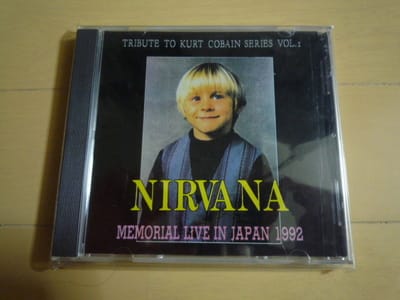 TRIBUTE TO KURT COBAIN SERIES VOL.1
NIRVANA
MEMORIAL LIVE IN JAPAN 1992